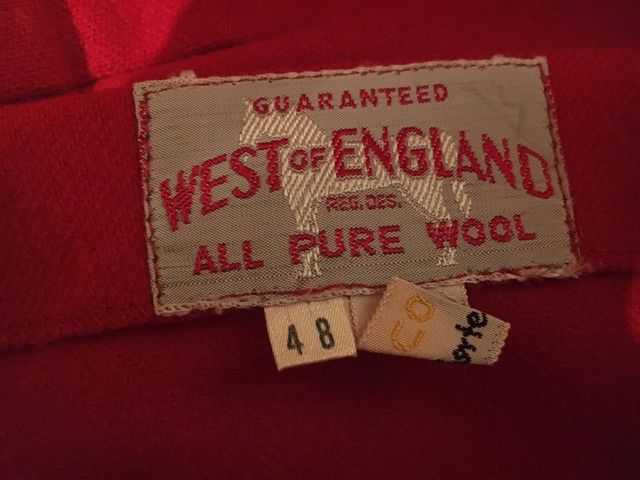 GUARANTEED
WEST OF ENGLAND
REG. DES.
ALL PURE WOOL
48